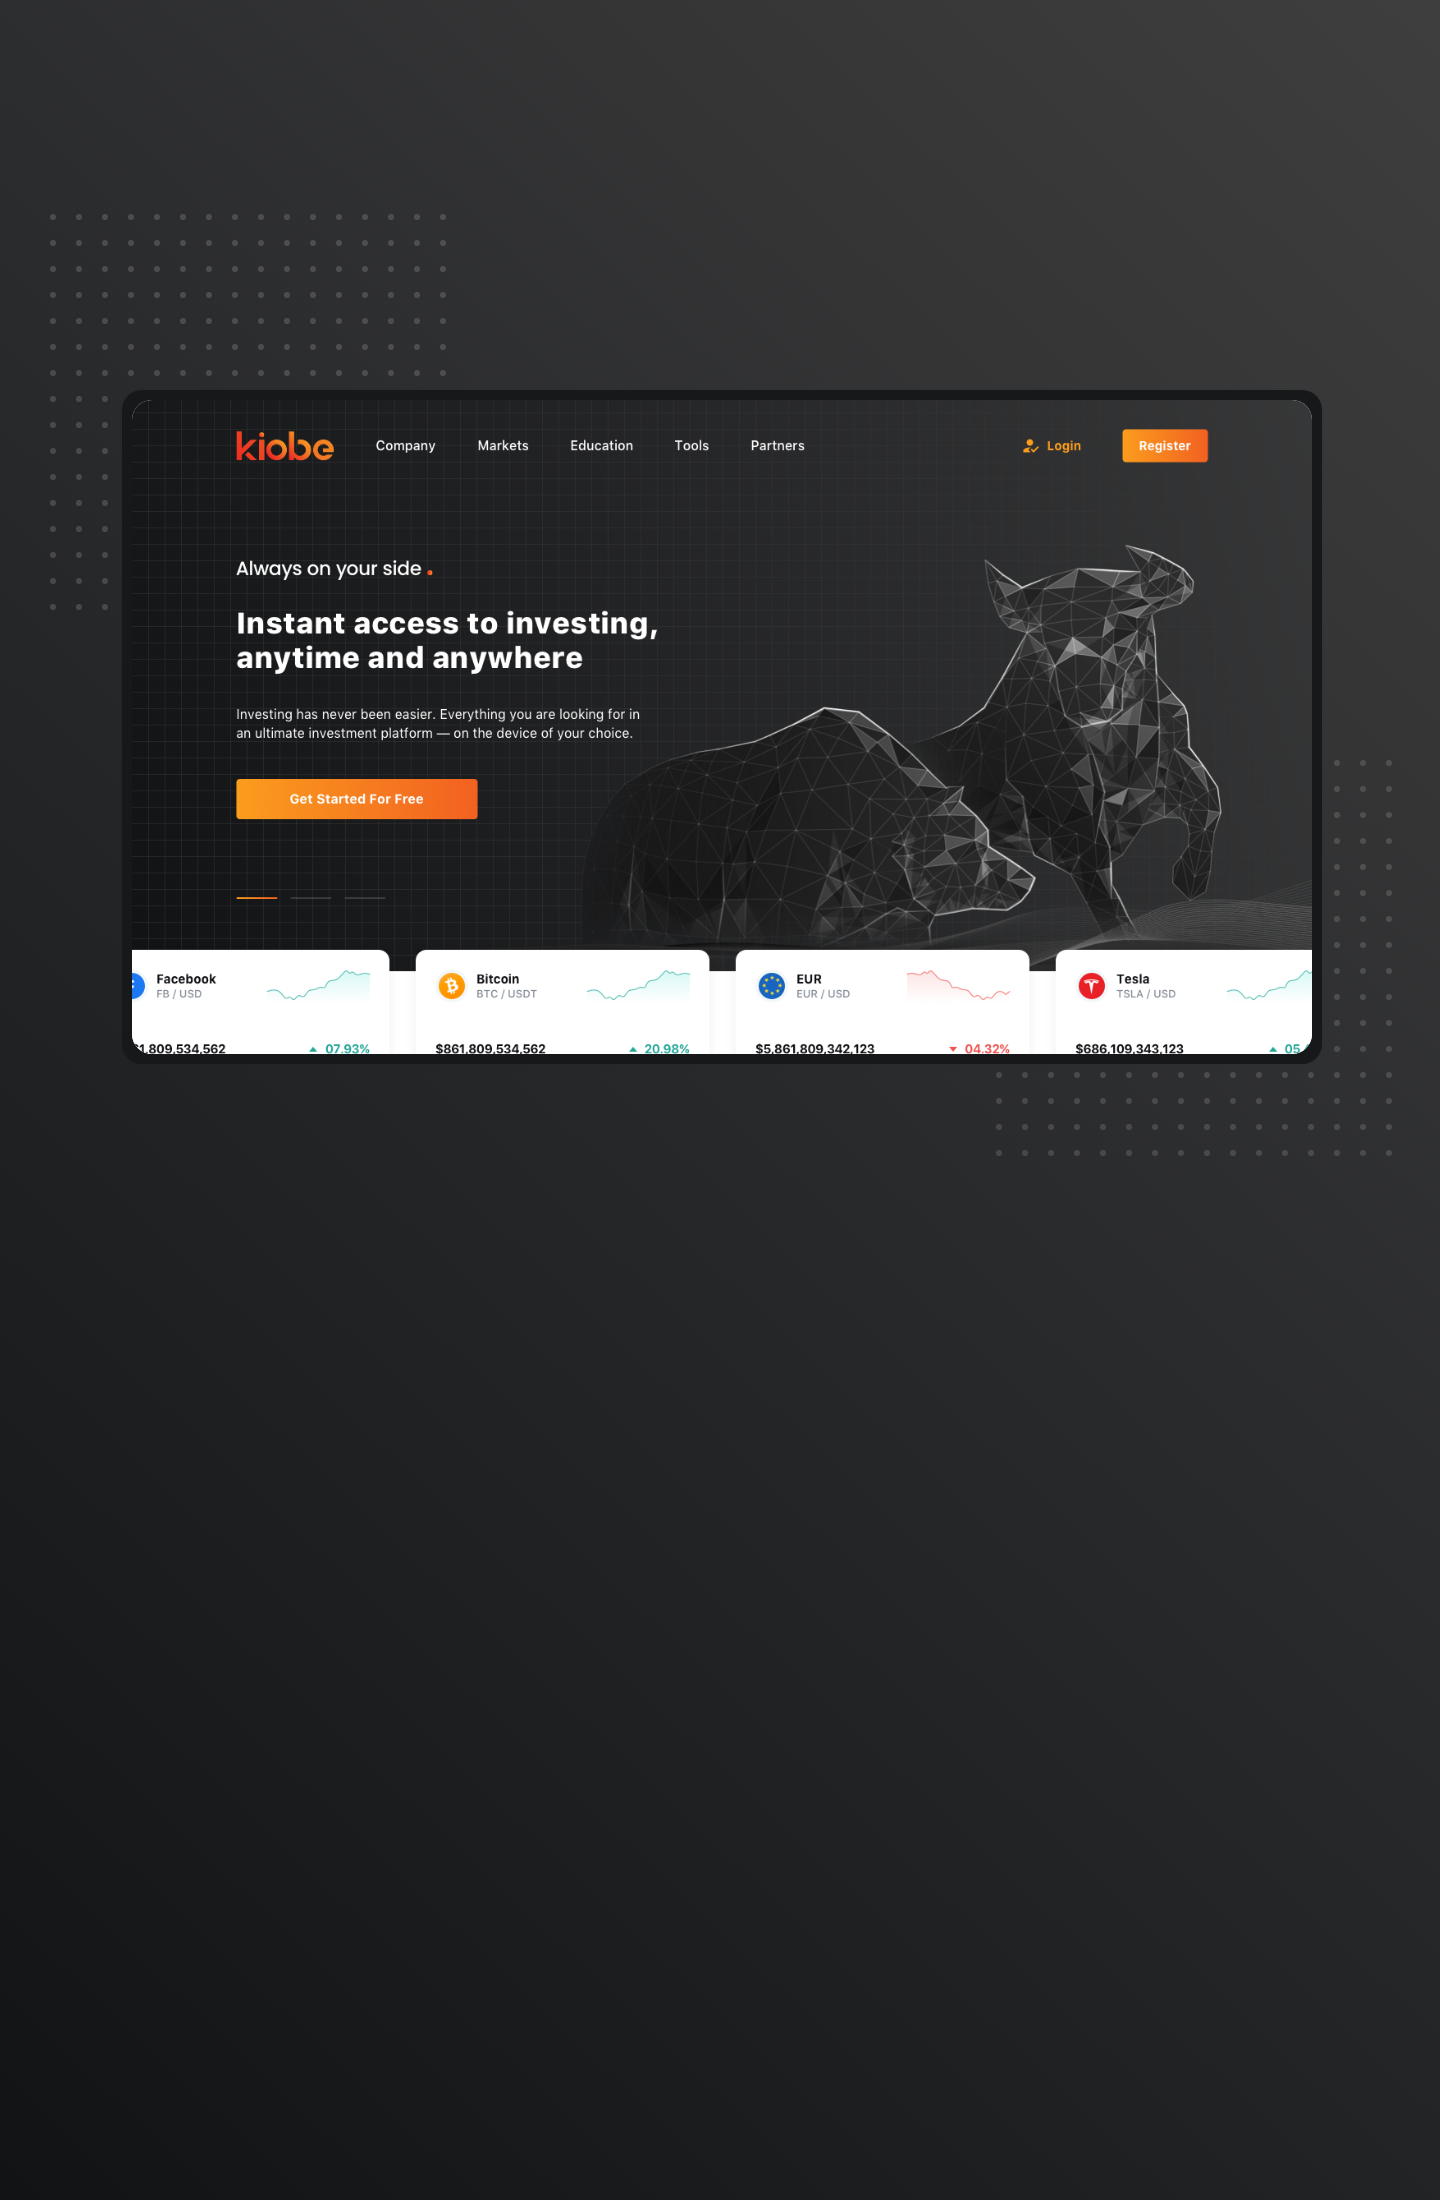 kiobe Company Markets Education Tools Partners Login Register
Always on your side .
Instant access to investing,
anytime and anywhere
Investing has never been easier. Everything you are looking for in
an ultimate investment platform — on the device of your choice.
Get Started For Free
Facebook
FB / USD
1,809,534,562 07.93%
Bitcoin
BTC / USDT
$861,809,534,562 20.98%
EUR
EUR / USD
$5,861,809,342,123 04.32%
Tesla
TSLA / USD
$686,109,343,123 05.